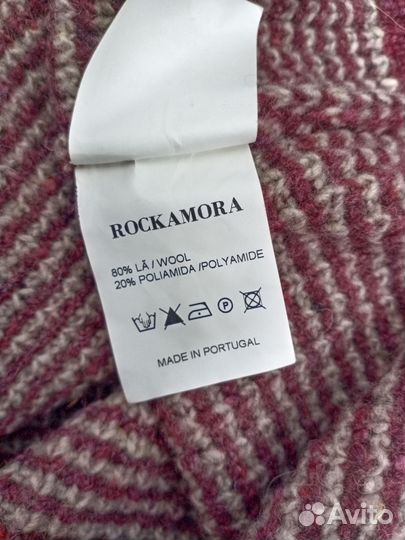 ROCKAMORA
80% LÃ / WOOL
20% POLIAMIDA /POLYAMIDE
P
MADE IN PORTUGAL
Avito